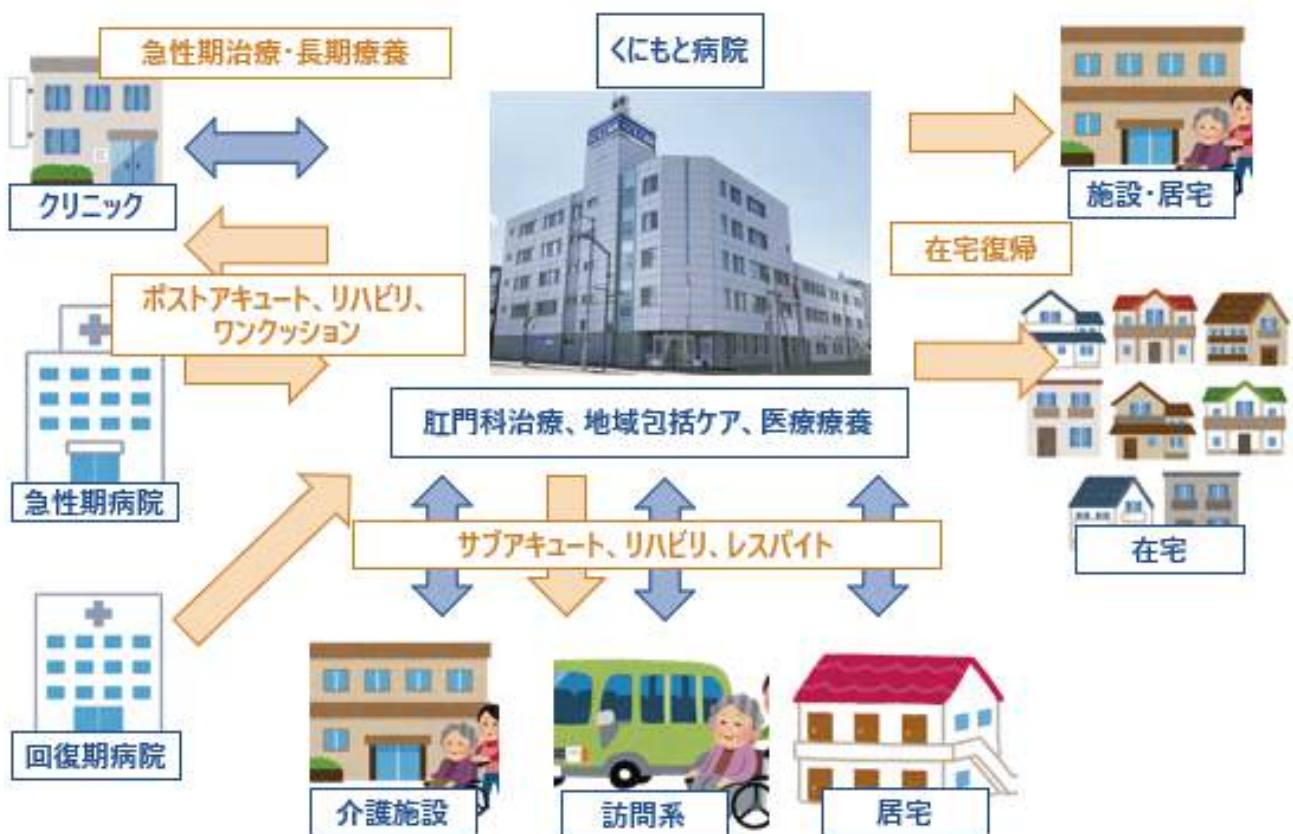 急性期治療・長期療養
くにもと病院
クリニック
施設・居宅
在宅復帰
ポストアキュート、リハビリ、
ワンクッション
肛門科治療、地域包括ケア、医療療養
急性期病院
サブアキュート、リハビリ、レスパイト
在宅
回復期病院
介護施設
訪問系
居宅